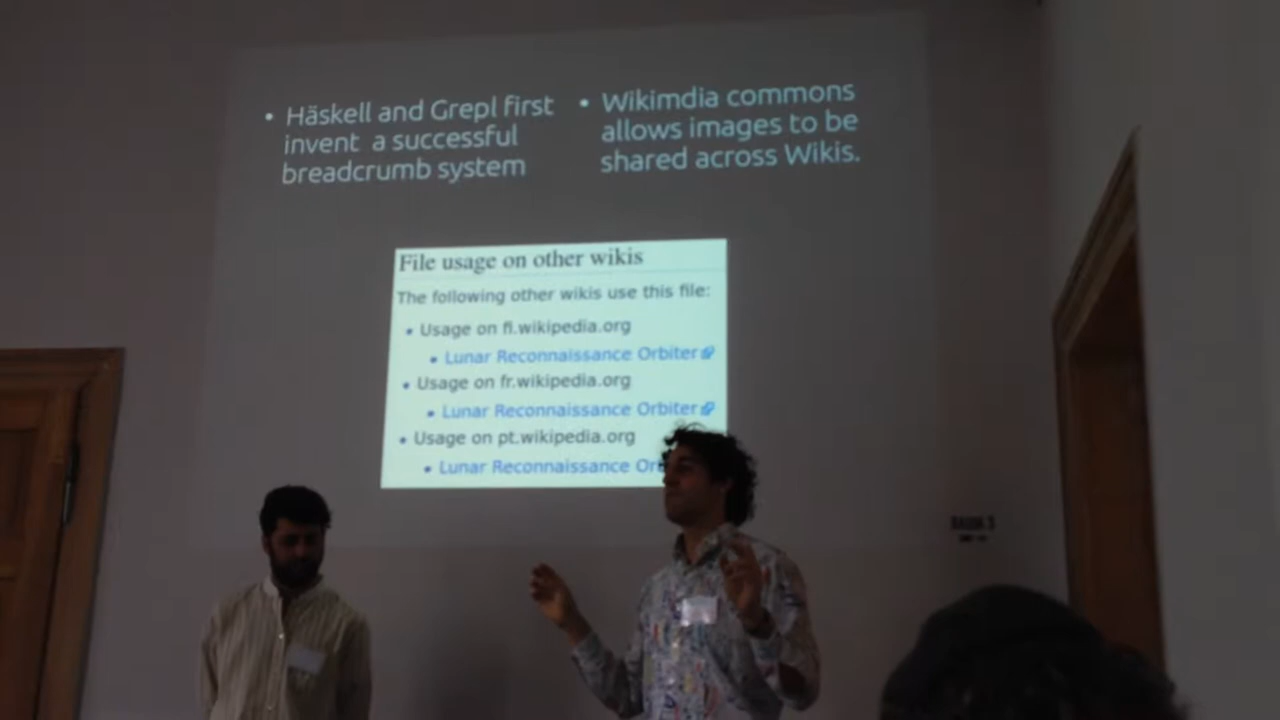 • Häskell and Grepl first
invent a successful
breadcrumb system
• Wikimdia commons
allows images to be
shared across Wikis.
File usage on other wikis
The following other wikis use this file:
• Usage on fi.wikipedia.org
• Lunar Reconnaissance Orbiter
• Usage on fr.wikipedia.org
• Lunar Reconnaissance Orbiter
• Usage on pt.wikipedia.org
• Lunar Reconnaissance